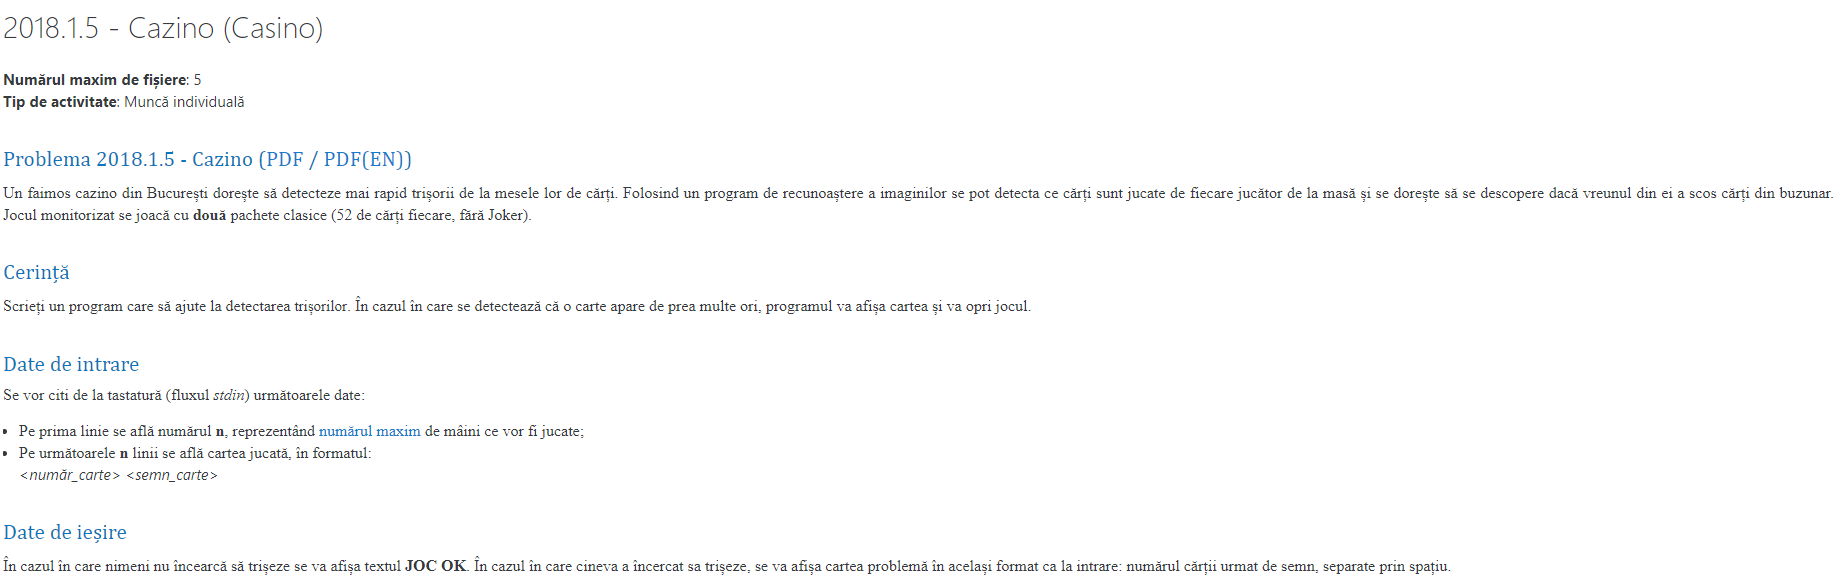 2018.1.5 - Cazino (Casino)
Numărul maxim de fișiere: 5
Tip de activitate: Muncă individuală
Problema 2018.1.5 - Cazino (PDF / PDF(EN))
Un faimos cazino din București dorește să detecteze mai rapid trișorii de la mesele lor de cărți. Folosind un program de recunoaștere a imaginilor se pot detecta ce cărți sunt jucate de fiecare jucător de la masă și se dorește să se descopere dacă vreunul din ei a scos cărți din buzunar.
Jocul monitorizat se joacă cu două pachete clasice (52 de cărți fiecare, fără Joker).
Cerință
Scrieți un program care să ajute la detectarea trișorilor. În cazul în care se detectează că o carte apare de prea multe ori, programul va afișa cartea și va opri jocul.
Date de intrare
Se vor citi de la tastatură (fluxul stdin) următoarele date:
• Pe prima linie se află numărul n, reprezentând numărul maxim de mâini ce vor fi jucate;
• Pe următoarele n linii se află cartea jucată, în formatul:
<număr_carte> <semn_carte>
Date de ieșire
În cazul în care nimeni nu încearcă să trișeze se va afișa textul JOC OK. În cazul în care cineva a încercat sa trișeze, se va afișa cartea problemă în același format ca la intrare: numărul cărții urmat de semn, separate prin spațiu.